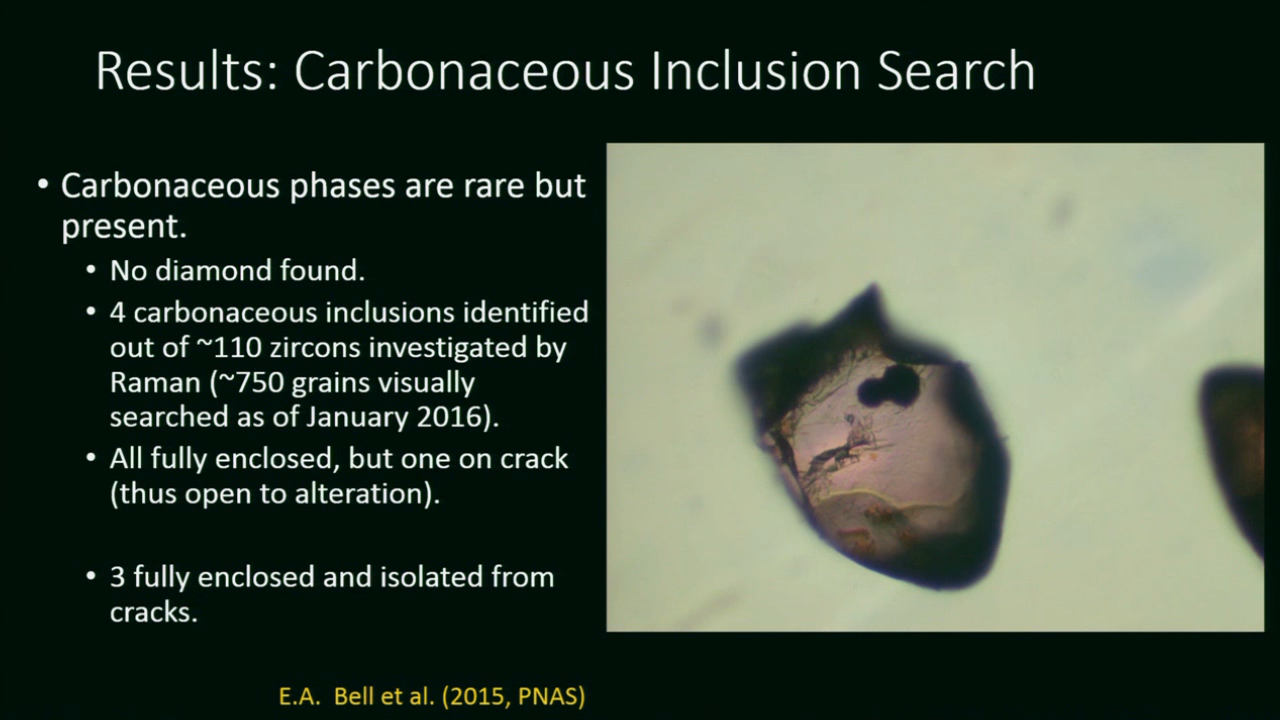 Results: Carbonaceous Inclusion Search
• Carbonaceous phases are rare but
present.
• No diamond found.
• 4 carbonaceous inclusions identified
out of ~110 zircons investigated by
Raman (~750 grains visually
searched as of January 2016).
• All fully enclosed, but one on crack
(thus open to alteration).
• 3 fully enclosed and isolated from
cracks.
E.A. Bell et al. (2015, PNAS)